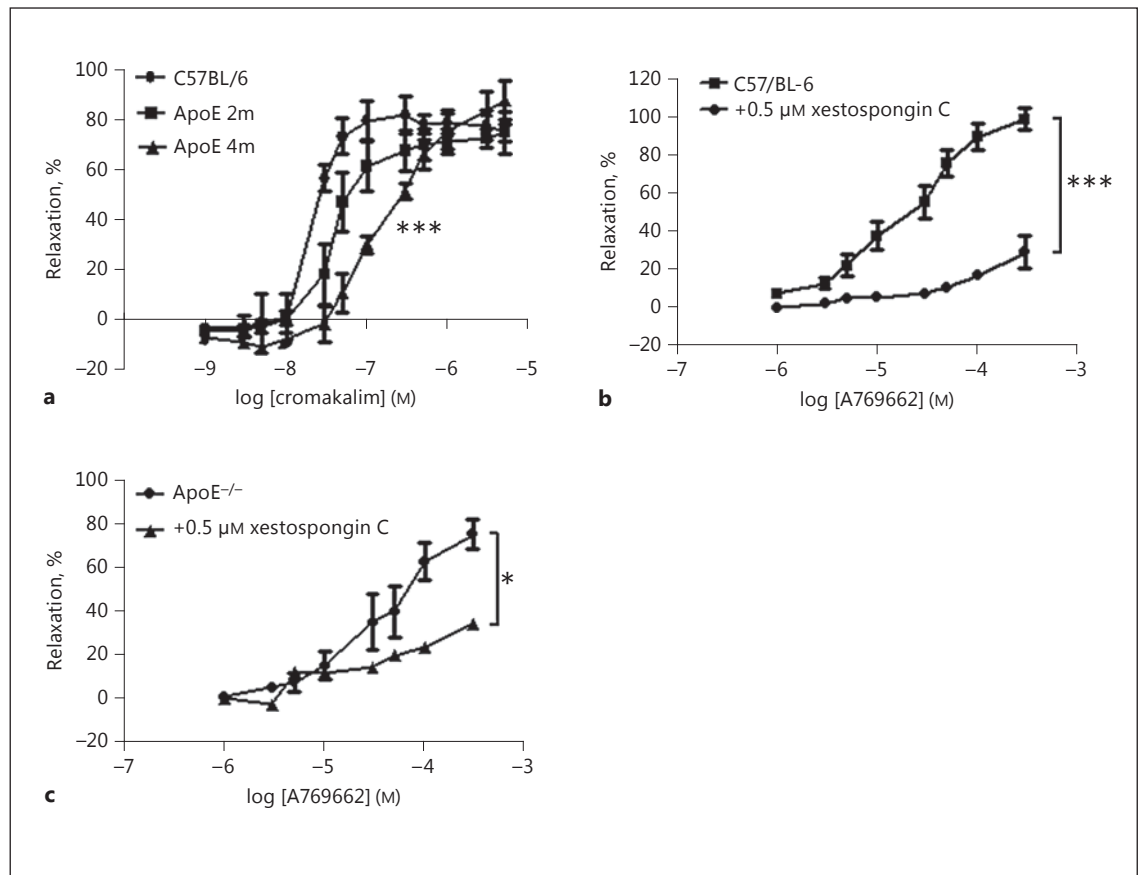 100
80
60
40
20
0
−20
Relaxation, %
C57BL/6
ApoE 2m
ApoE 4m
***
−9
−8
−7
−6
−5
log [cromakalim] (M)
a
120
100
80
60
40
20
0
−20
Relaxation, %
C57/BL-6
+0.5 µM xestospongin C
***
−7
−6
−5
−4
−3
log [A769662] (M)
b
100
80
60
40
20
0
−20
Relaxation, %
ApoE−/−
+0.5 µM xestospongin C
*
−7
−6
−5
−4
−3
log [A769662] (M)
c